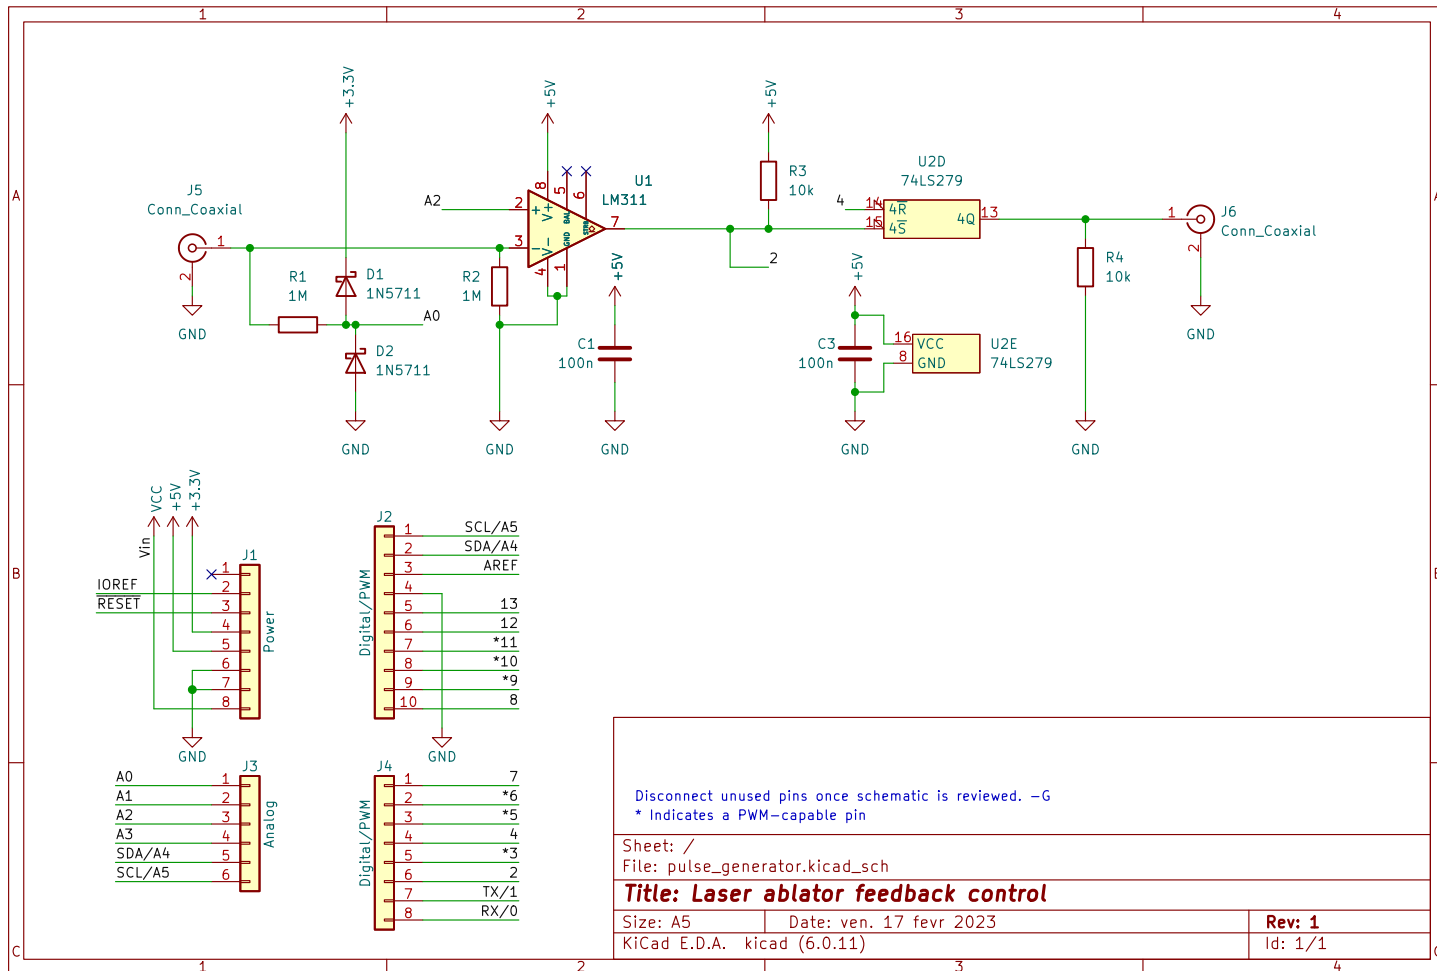 1 2 3 4
A
B
C
J5
Conn_Coaxial
1
2
GND
+3.3V
R1
1M
D1
1N5711
A0
D2
1N5711
GND
A2
+5V
U1
LM311
2
3
8
5
6
7
4
1
+
−
V+
V−
BAL
STRB
GND
R2
1M
GND
+5V
C1
100n
GND
+5V
R3
10k
2
4
U2D
74LS279
14
15
4R
4S
4Q
13
+5V
C3
100n
GND
16
8
VCC
GND
U2E
74LS279
R4
10k
GND
J6
Conn_Coaxial
1
2
GND
VCC
+5V
+3.3V
Vin
IOREF
RESET
J1
Power
1
2
3
4
5
6
7
8
GND
J2
Digital/PWM
1 SCL/A5
2 SDA/A4
3 AREF
4
5 13
6 12
7 *11
8 *10
9 *9
10 8
GND
J3
Analog
A0 1
A1 2
A2 3
A3 4
SDA/A4 5
SCL/A5 6
J4
Digital/PWM
1 7
2 *6
3 *5
4 4
5 *3
6 2
7 TX/1
8 RX/0
Disconnect unused pins once schematic is reviewed. −G
* Indicates a PWM−capable pin
Sheet: /
File: pulse_generator.kicad_sch
Title: Laser ablator feedback control
Size: A5 Date: ven. 17 fevr 2023 Rev: 1
KiCad E.D.A. kicad (6.0.11) Id: 1/1
1 2 3 4